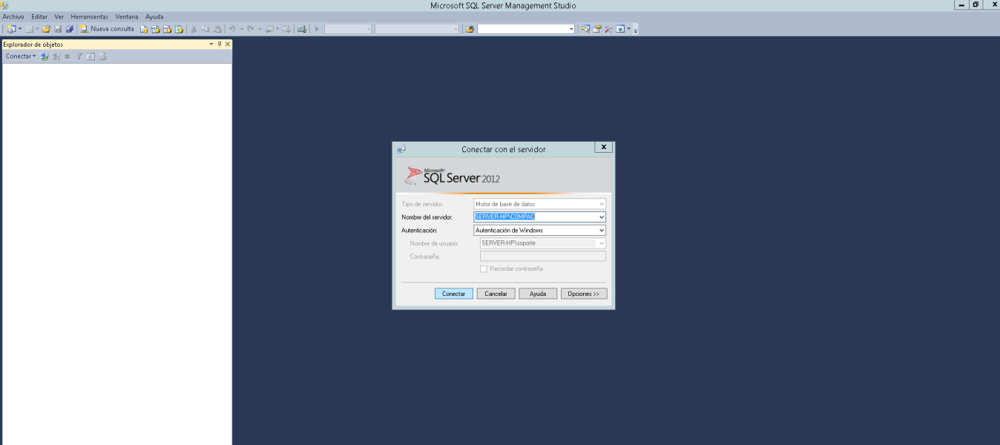 Microsoft SQL Server Management Studio
Archivo Editar Ver Herramientas Ventana Ayuda
Nueva consulta
Explorador de objetos
Conectar
Conectar con el servidor
Microsoft
SQL Server 2012
Tipo de servidor: Motor de base de datos
Nombre del servidor: SERVER-HP\COMPAC
Autenticación: Autenticación de Windows
Nombre de usuario: SERVER-HP\soporte
Contraseña:
Recordar contraseña
Conectar Cancelar Ayuda Opciones >>